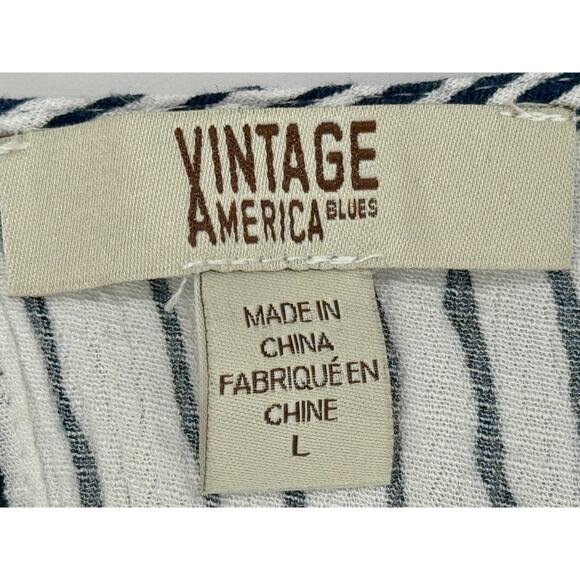 VINTAGE
AMERICA BLUES
MADE IN
CHINA
FABRIQUÉ EN
CHINE
L